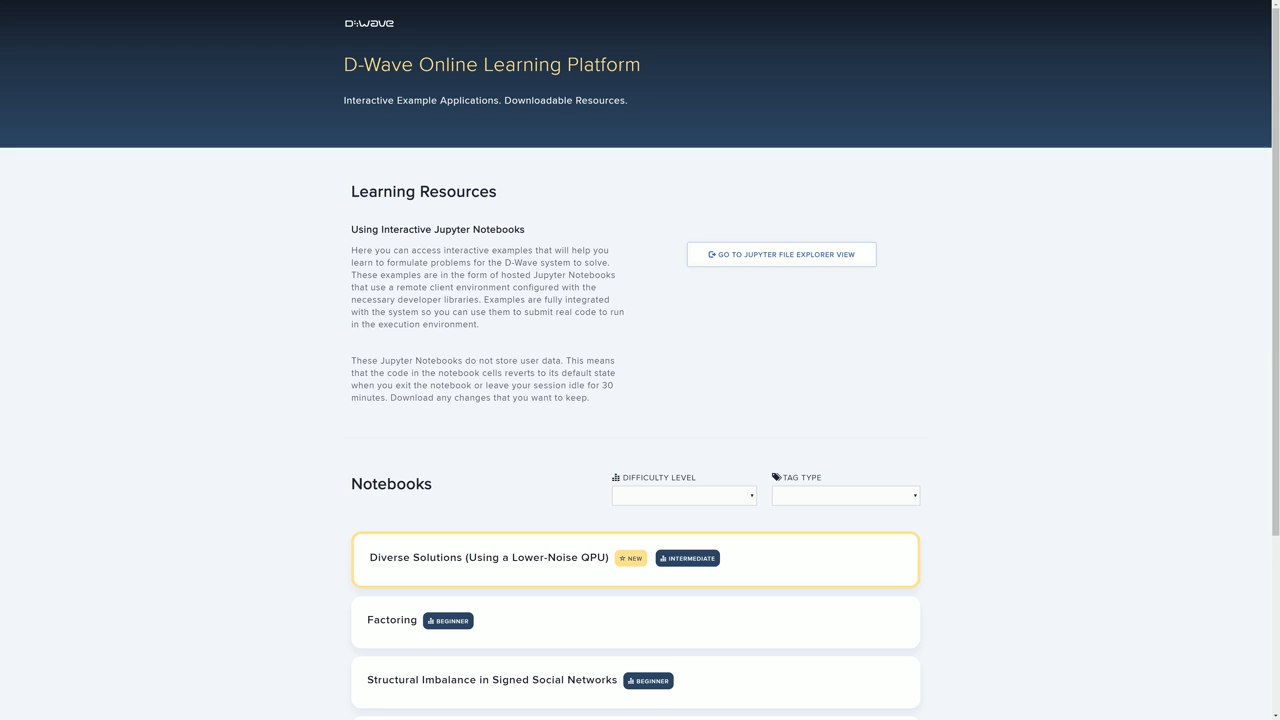 D:Wave
D-Wave Online Learning Platform
Interactive Example Applications. Downloadable Resources.
Learning Resources
Using Interactive Jupyter Notebooks
Here you can access interactive examples that will help you
learn to formulate problems for the D-Wave system to solve.
These examples are in the form of hosted Jupyter Notebooks
that use a remote client environment configured with the
necessary developer libraries. Examples are fully integrated
with the system so you can use them to submit real code to run
in the execution environment.
GO TO JUPYTER FILE EXPLORER VIEW
These Jupyter Notebooks do not store user data. This means
that the code in the notebook cells reverts to its default state
when you exit the notebook or leave your session idle for 30
minutes. Download any changes that you want to keep.
Notebooks
DIFFICULTY LEVEL
TAG TYPE
Diverse Solutions (Using a Lower-Noise QPU) NEW INTERMEDIATE
Factoring BEGINNER
Structural Imbalance in Signed Social Networks BEGINNER